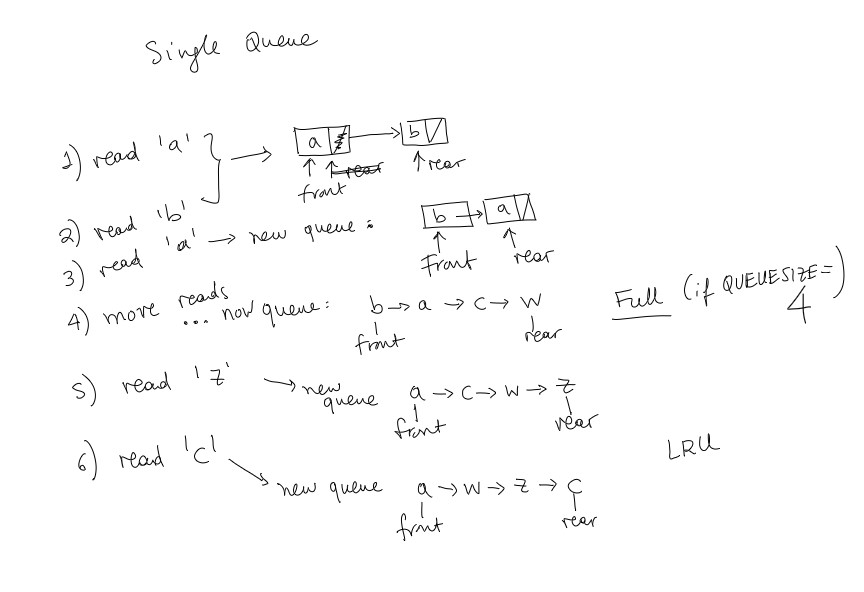 Single Queue
1) read 'a' → a → b
front rear rear
2) read 'b'
3) read 'a' → new queue : b → a
front rear
4) more reads
... now queue: b → a → c → w Full (if QUEUESIZE=)
4
front rear
5) read 'z' → new queue a → c → w → z
front rear
6) read 'c' LRU
new queue a → w → z → c
front rear